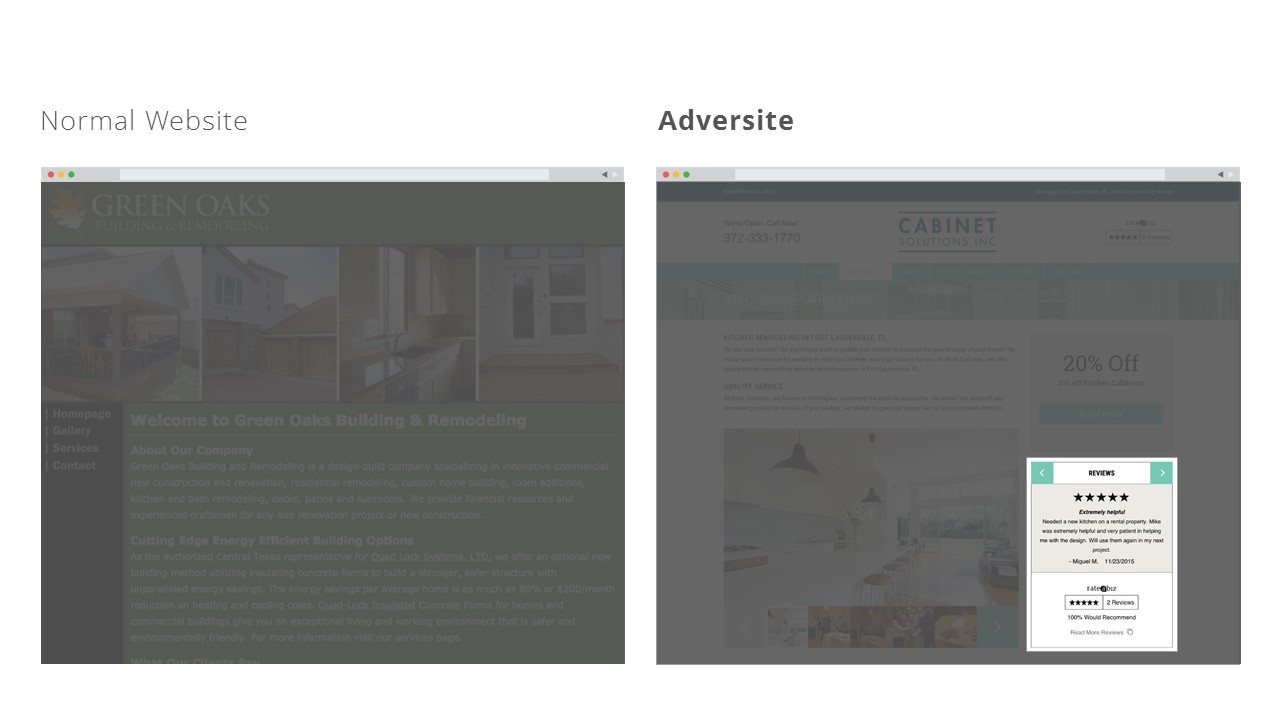 Normal Website
Adversite
GREEN OAKS
BUILDING & REMODELING
| Homepage
| Gallery
| Services
| Contact
Welcome to Green Oaks Building & Remodeling
About Our Company
Green Oaks Building and Remodeling is a design-build company specializing in innovative commercial
new construction and renovation, residential remodeling, custom home building, room additions,
kitchen and bath remodeling, decks, patios and sunrooms. We provide financial resources and
experienced craftsmen for any size renovation project or new construction.
Cutting Edge Energy Efficient Building Options
As the authorized Central Texas representative for Quad Lock Systems, LTD, we offer an optional new
building method utilizing insulating concrete forms to build a stronger, safer structure with
unparalleled energy savings. The energy savings per average home is as much as 80% or $200/month
reduction on heating and cooling costs. Quad-Lock Insulated Concrete Forms for homes and
commercial buildings give you an exceptional living and working environment that is safer and
environmentally friendly. For more information visit our services page.
What Our Clients Say
We're Open. Call Now!
372-333-1770
CABINET
SOLUTIONS, INC
rateabiz
★★★★★ 2 Reviews
KITCHEN REMODELING
KITCHEN REMODELING IN FORT LAUDERDALE, FL
QUALITY SERVICE
20% Off
20% off Kitchen Cabinetry
REVIEWS
★★★★★
Extremely helpful
Needed a new kitchen on a rental property. Mike
was extremely helpful and very patient in helping
me with the design. Will use them again in my next
project.
- Miguel M. 11/23/2015
rateabiz
★★★★★ 2 Reviews
100% Would Recommend
Read More Reviews